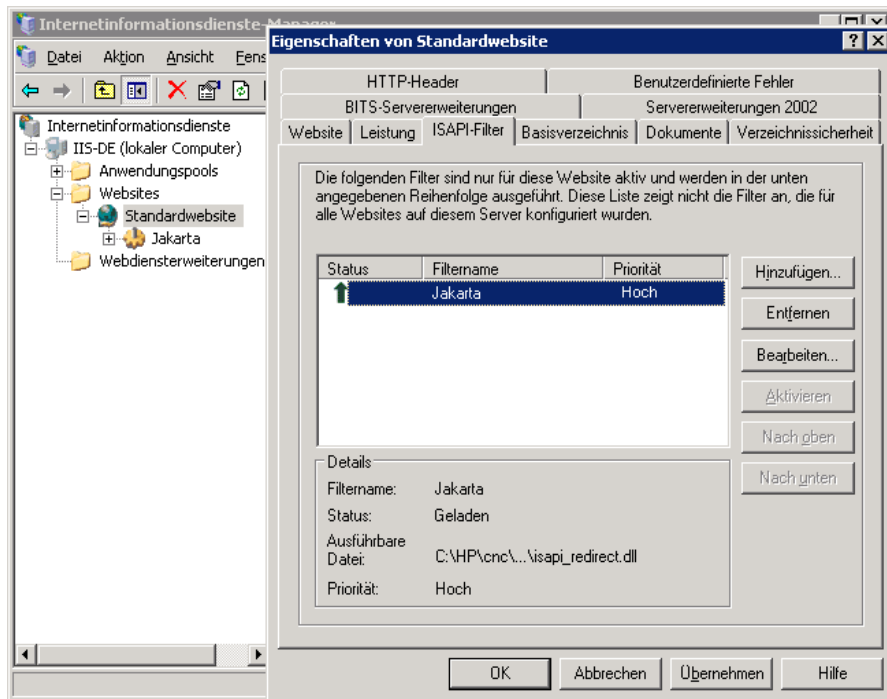 Internetinformationsdienste-Manager
Datei Aktion Ansicht Fens
Internetinformationsdienste
IIS-DE (lokaler Computer)
Anwendungspools
Websites
Standardwebsite
Jakarta
Webdiensterweiterungen
Eigenschaften von Standardwebsite
HTTP-Header Benutzerdefinierte Fehler
BITS-Servererweiterungen Servererweiterungen 2002
Website Leistung ISAPI-Filter Basisverzeichnis Dokumente Verzeichnissicherheit
Die folgenden Filter sind nur für diese Website aktiv und werden in der unten
angegebenen Reihenfolge ausgeführt. Diese Liste zeigt nicht die Filter an, die für
alle Websites auf diesem Server konfiguriert wurden.
Status Filtername Priorität
Jakarta Hoch
Hinzufügen...
Entfernen
Bearbeiten...
Aktivieren
Nach oben
Nach unten
Details
Filtername: Jakarta
Status: Geladen
Ausführbare
Datei: C:\HP\cnc\...\isapi_redirect.dll
Priorität: Hoch
OK Abbrechen Übernehmen Hilfe